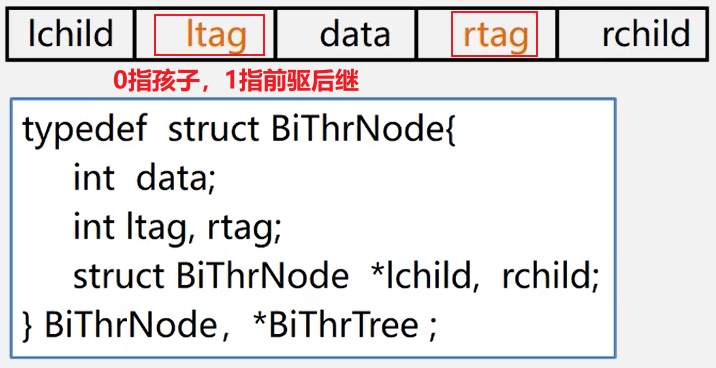 lchild ltag data rtag rchild
0指孩子，1指前驱后继
typedef struct BiThrNode{
int data;
int ltag, rtag;
struct BiThrNode *lchild, rchild;
} BiThrNode，*BiThrTree ;